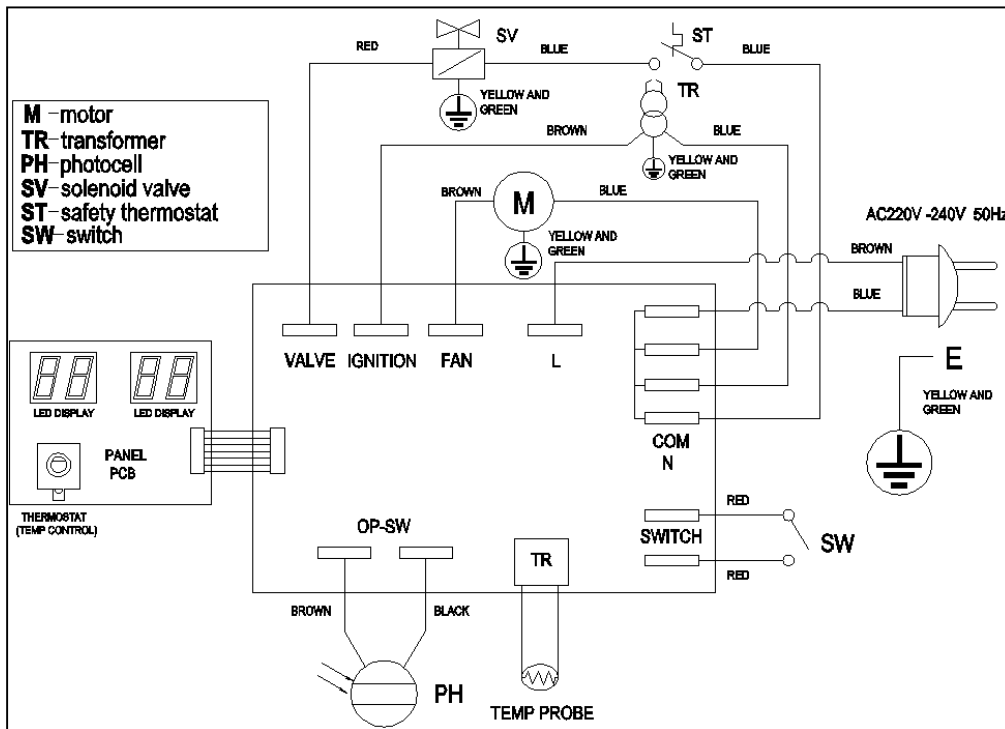 SV
ST
RED
BLUE
BLUE
TR
YELLOW AND
GREEN
M-motor
TR-transformer
PH-photocell
SV-solenoid valve
ST-safety thermostat
SW-switch
BROWN
BLUE
YELLOW AND
GREEN
BROWN
M
BLUE
YELLOW AND
GREEN
AC220V -240V 50Hz
BROWN
BLUE
VALVE IGNITION FAN L
E
YELLOW AND
GREEN
88 88
LED DISPLAY LED DISPLAY
PANEL
PCB
THERMOSTAT
(TEMP CONTROL)
COM
N
RED
SWITCH
SW
RED
OP-SW
TR
BROWN
BLACK
PH
TEMP PROBE